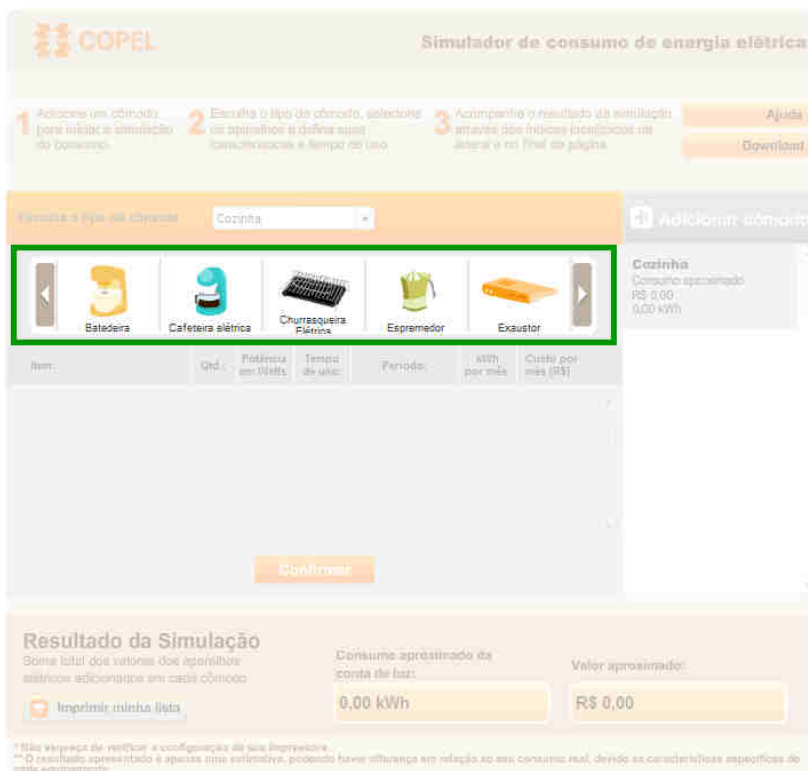 COPEL
Simulador de consumo de energia elétrica
1 Adicione um cômodo
para iniciar a simulação
do consumo.
2 Escolha o tipo de cômodo, selecione
os aparelhos e defina suas
características e tempo de uso.
3 Acompanhe o resultado da simulação
através dos índices localizados na
lateral e no final da página.
Ajuda
Download
Escolha o tipo de cômodo
Cozinha
Adicionar cômodo
Batedeira
Cafeteira elétrica
Churrasqueira
Elétrica
Espremedor
Exaustor
Cozinha
Consumo aproximado
R$ 0,00
0,00 kWh
Item:
Qtd.:
Potência
em Watts
Tempo
de uso:
Período:
kWh
por mês
Custo por
mês (R$)
Confirmar
Resultado da Simulação
Soma total dos valores dos aparelhos
elétricos adicionados em cada cômodo
Imprimir minha lista
Consumo aproximado da
conta de luz:
0,00 kWh
Valor aproximado:
R$ 0,00
* Não esqueça de verificar a configuração de sua impressora.
** O resultado apresentado é apenas uma estimativa, podendo haver diferença em relação ao seu consumo real, devido as características específicas de
cada equipamento.